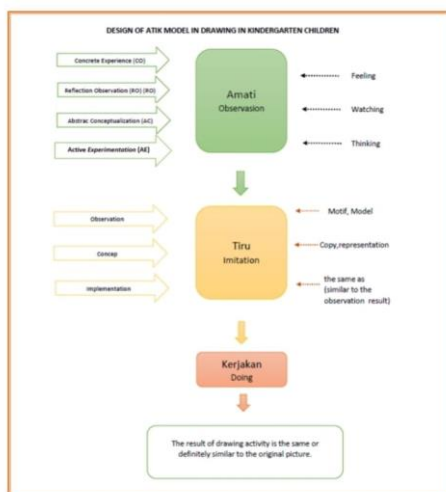 DESIGN OF ATIK MODEL IN DRAWING IN KINDERGARTEN CHILDREN
Concrete Experience (CO)
Reflection Observation (RO) (RO)
Abstrac Conceptualization (AC)
Active Experimentation (AE)
Amati
Observasion
Feeling
Watching
Thinking
Observation
Concep
Implementation
Tiru
Imitation
Motif, Model
Copy,representation
the same as
(similar to the
observation result)
Kerjakan
Doing
The result of drawing activity is the same or
definitely similar to the original picture.